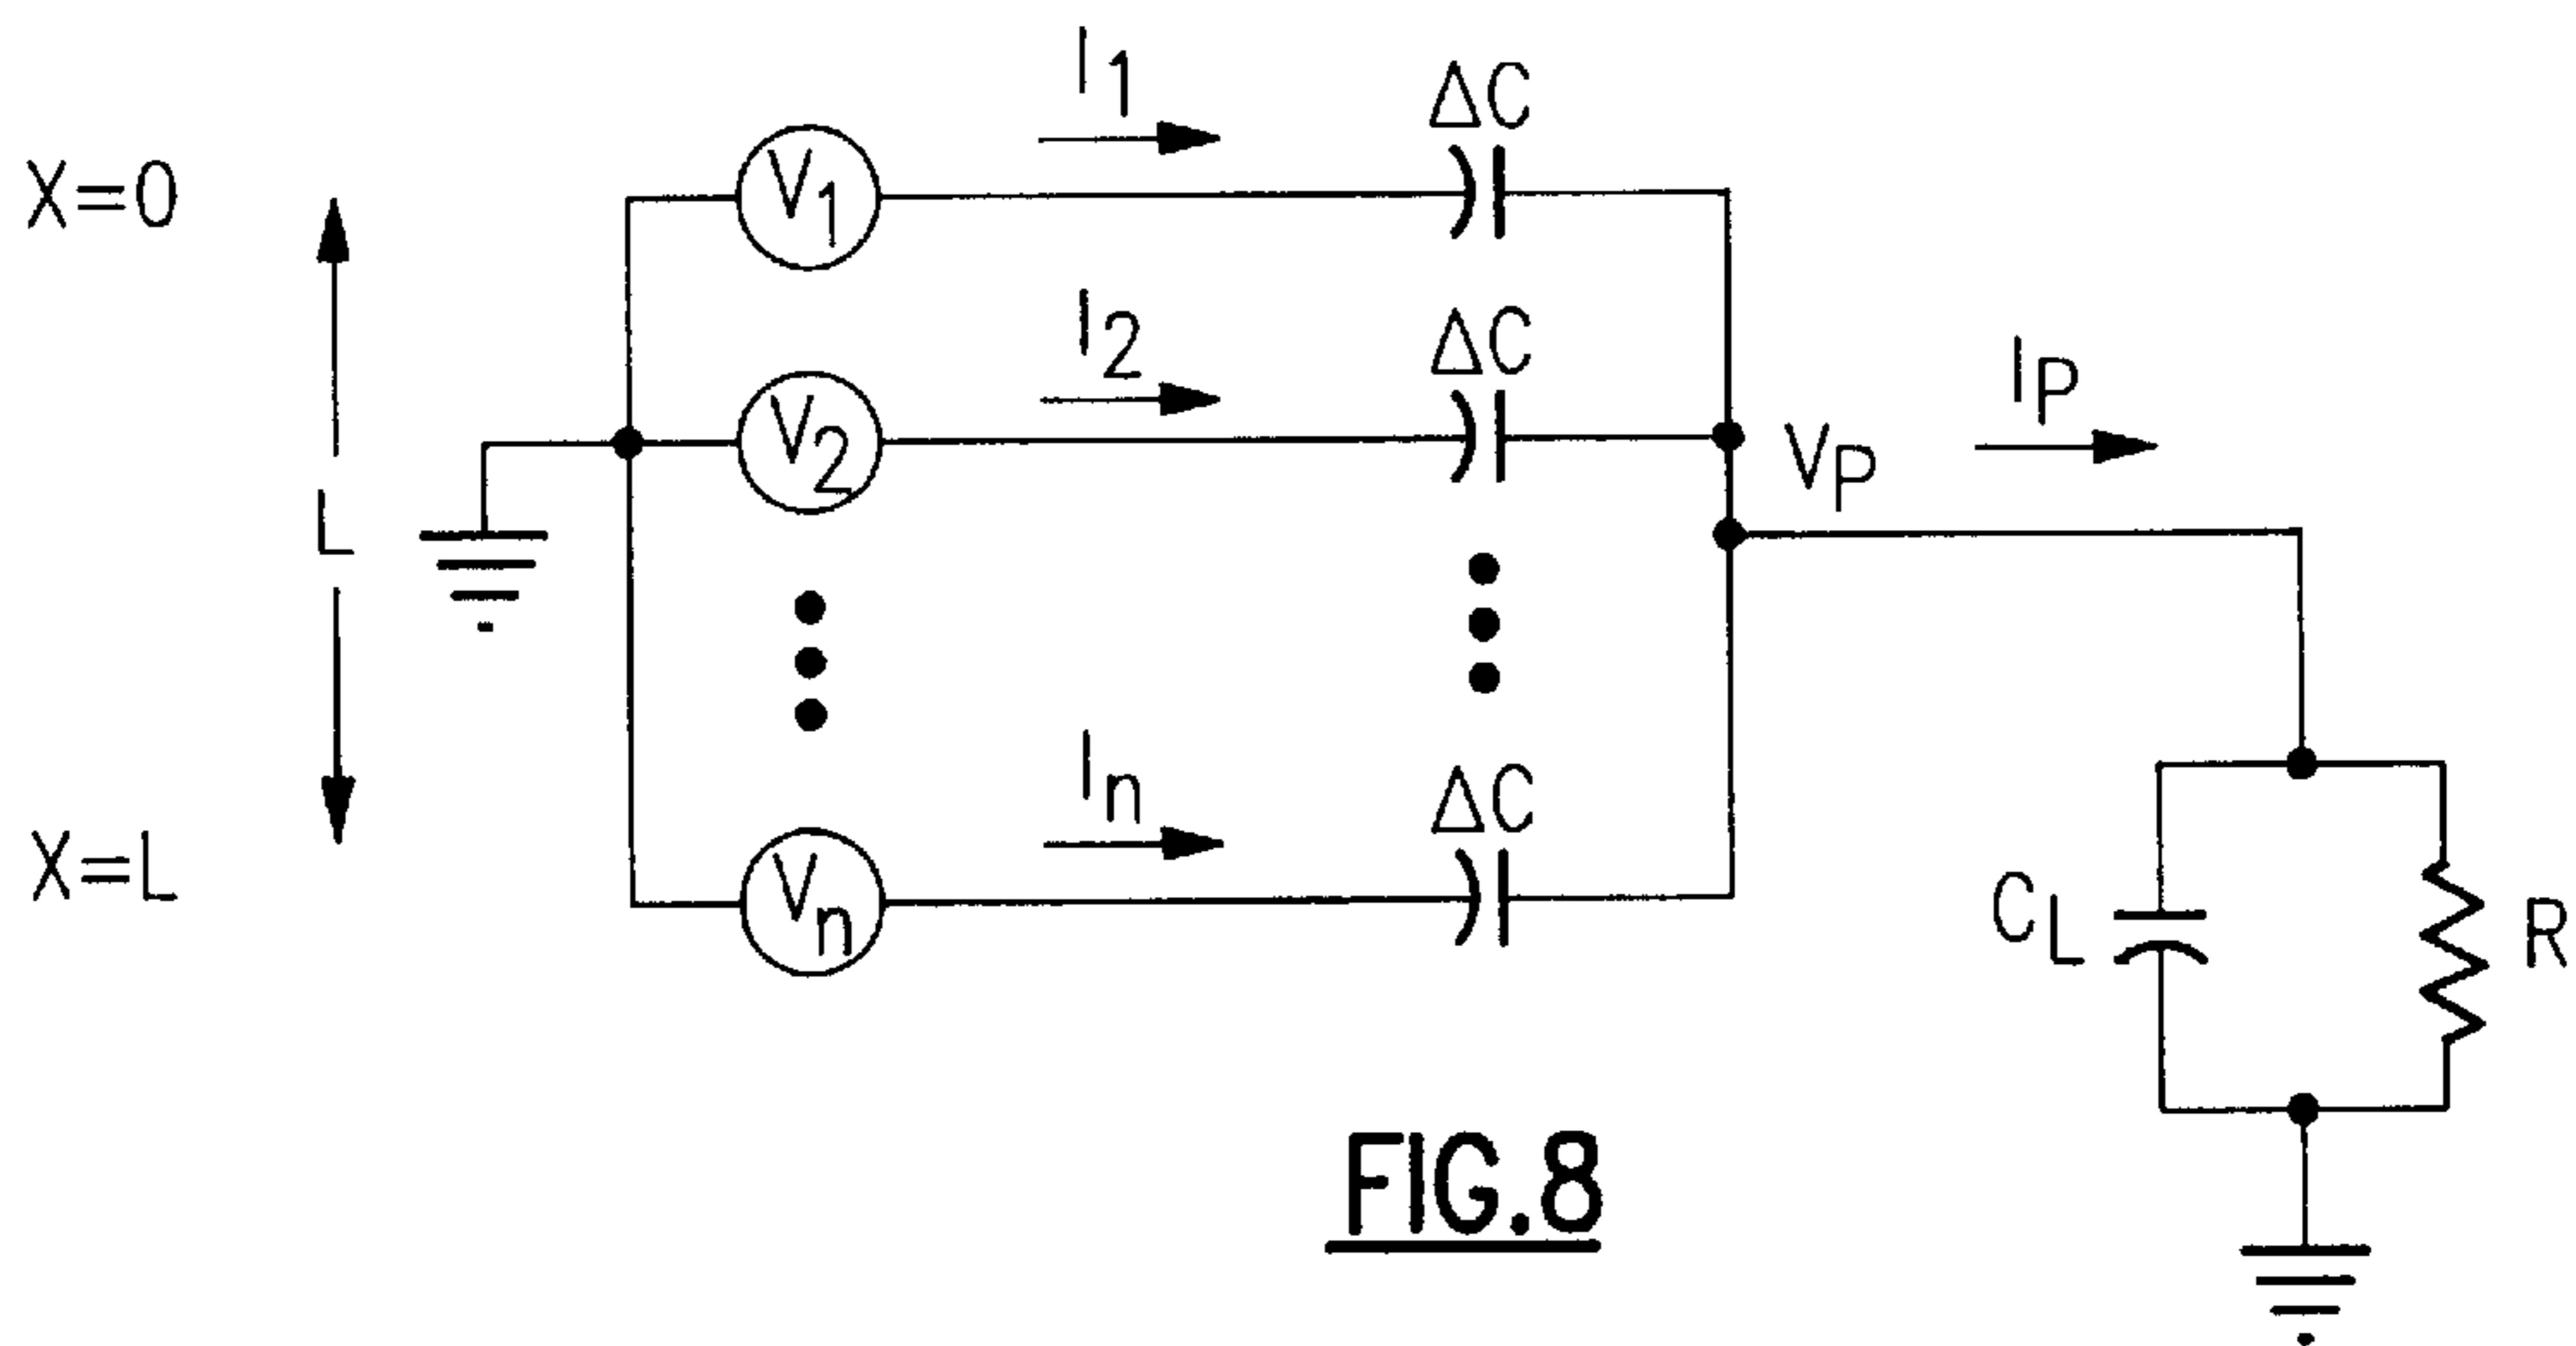 I1
ΔC
X=0
V1
I2
ΔC
IP
V2
VP
L
In
ΔC
X=L
Vn
CL
R
FIG.8